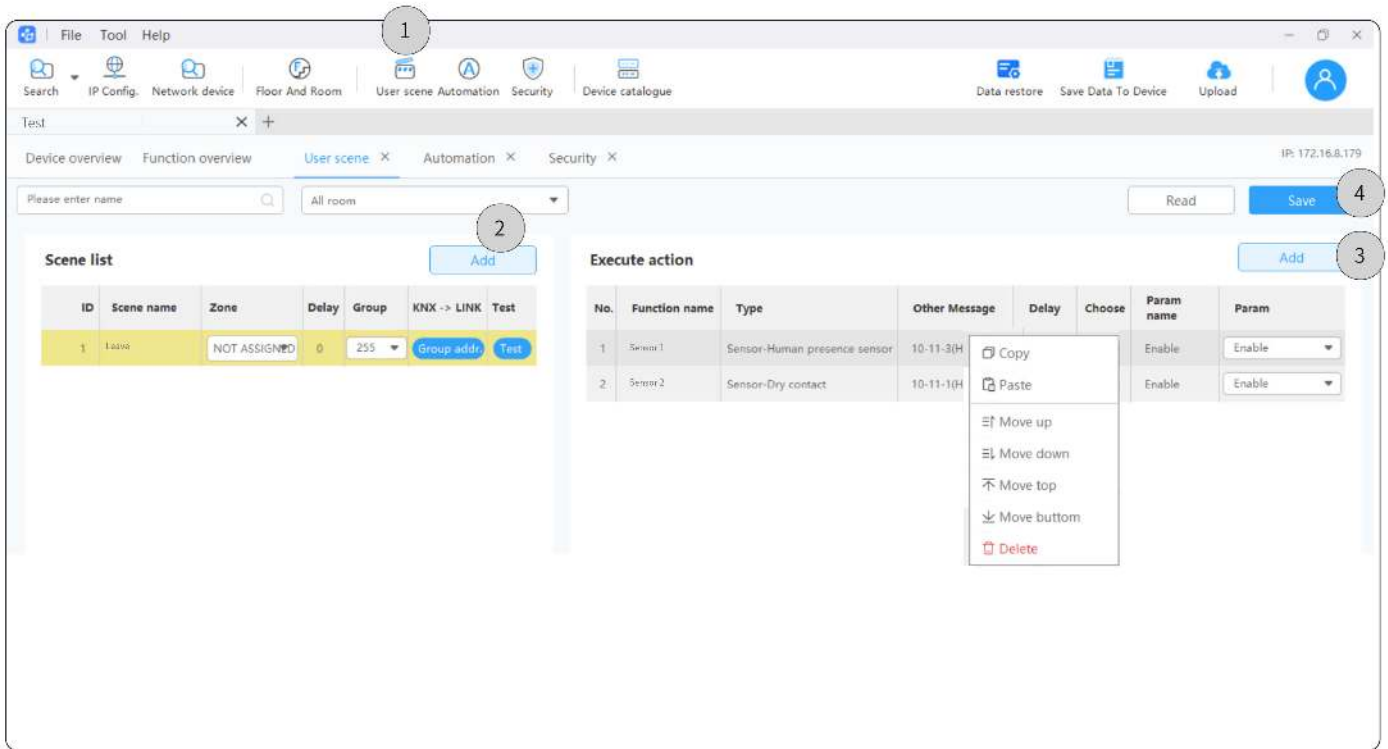 1
File Tool Help
Search IP Config. Network device Floor And Room User scene Automation Security Device catalogue Data restore Save Data To Device Upload
Test
Device overview Function overview User scene Automation Security IP: 172.16.8.179
Please enter name All room Read Save 4
2
Scene list Add Execute action Add 3
ID Scene name Zone Delay Group KNX -> LINK Test No. Function name Type Other Message Delay Choose Param name Param
1 Leave NOT ASSIGNED 0 255 Group addr. Test 1 Sensor1 Sensor-Human presence sensor 10-11-3(H Enable Enable
2 Sensor2 Sensor-Dry contact 10-11-1(H Enable Enable
Copy
Paste
Move up
Move down
Move top
Move buttom
Delete